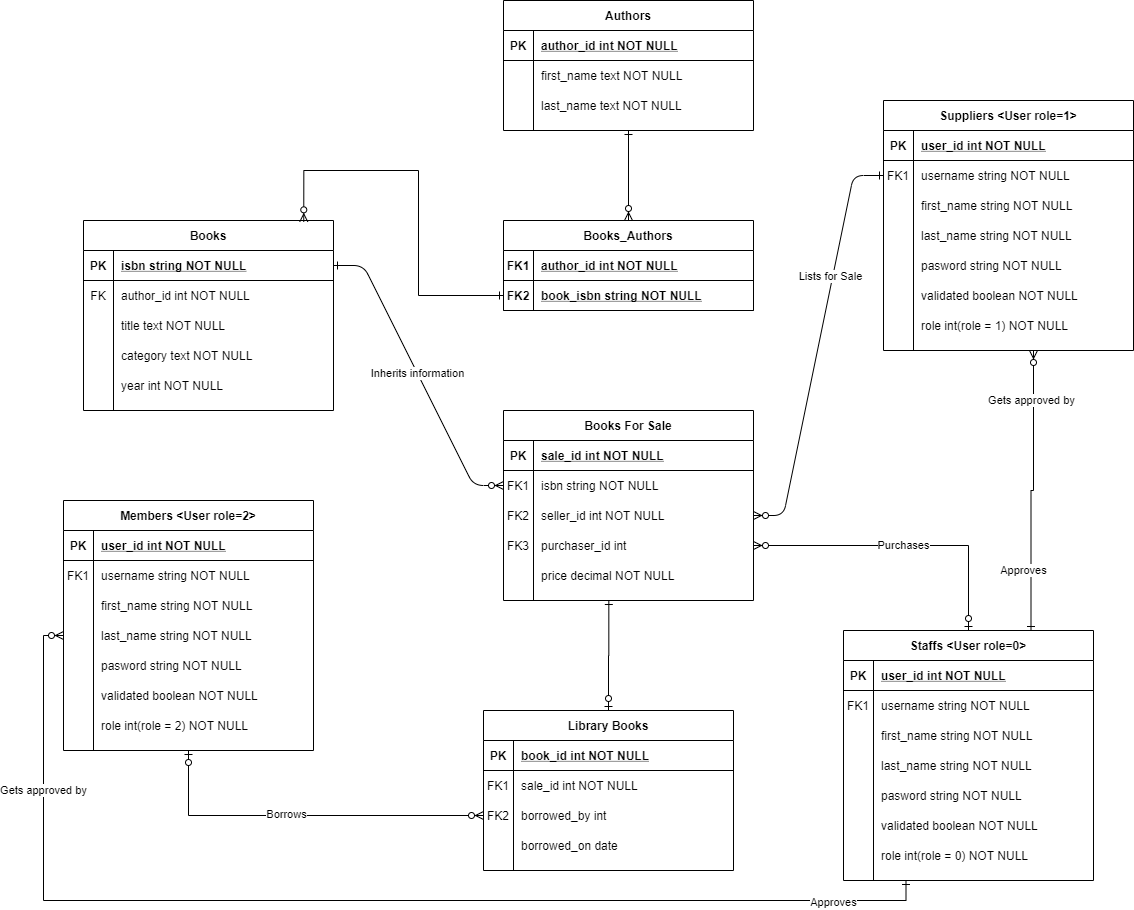 Authors
PK author_id int NOT NULL
first_name text NOT NULL
last_name text NOT NULL
Suppliers <User role=1>
PK user_id int NOT NULL
FK1 username string NOT NULL
first_name string NOT NULL
last_name string NOT NULL
pasword string NOT NULL
validated boolean NOT NULL
role int(role = 1) NOT NULL
Books
PK isbn string NOT NULL
FK author_id int NOT NULL
title text NOT NULL
category text NOT NULL
year int NOT NULL
Books_Authors
FK1 author_id int NOT NULL
FK2 book_isbn string NOT NULL
Lists for Sale
Inherits information
Gets approved by
Books For Sale
PK sale_id int NOT NULL
FK1 isbn string NOT NULL
FK2 seller_id int NOT NULL
FK3 purchaser_id int
price decimal NOT NULL
Purchases
Approves
Members <User role=2>
PK user_id int NOT NULL
FK1 username string NOT NULL
first_name string NOT NULL
last_name string NOT NULL
pasword string NOT NULL
validated boolean NOT NULL
role int(role = 2) NOT NULL
Staffs <User role=0>
PK user_id int NOT NULL
FK1 username string NOT NULL
first_name string NOT NULL
last_name string NOT NULL
pasword string NOT NULL
validated boolean NOT NULL
role int(role = 0) NOT NULL
Library Books
PK book_id int NOT NULL
FK1 sale_id int NOT NULL
FK2 borrowed_by int
borrowed_on date
Gets approved by
Borrows
Approves